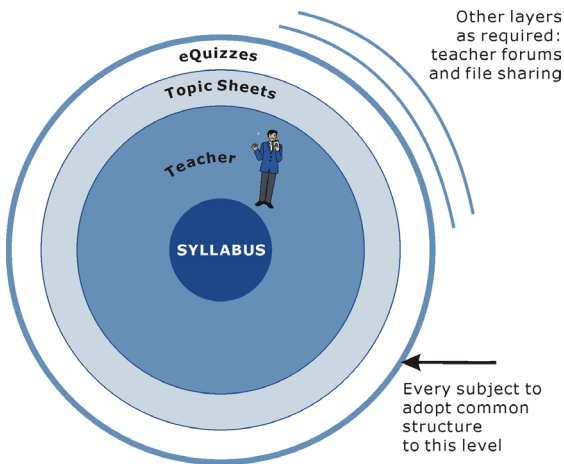 Other layers
as required:
teacher forums
and file sharing
eQuizzes
Topic Sheets
Teacher
SYLLABUS
Every subject to
adopt common
structure
to this level